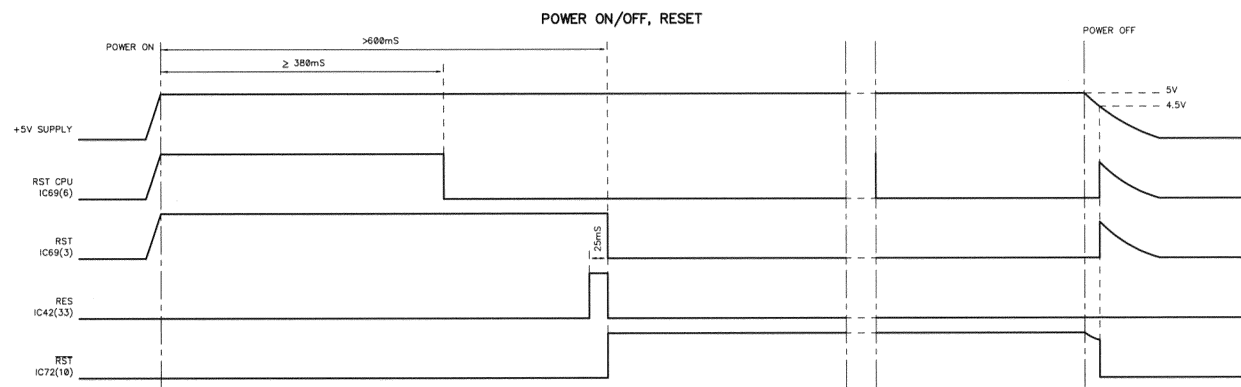 POWER ON/OFF, RESET
POWER ON
>600mS
POWER OFF
≥ 380mS
5V
4.5V
+5V SUPPLY
RST CPU
IC69(6)
RST
IC69(3)
25mS
RES
IC42(33)
R̅S̅T̅
IC72(10)